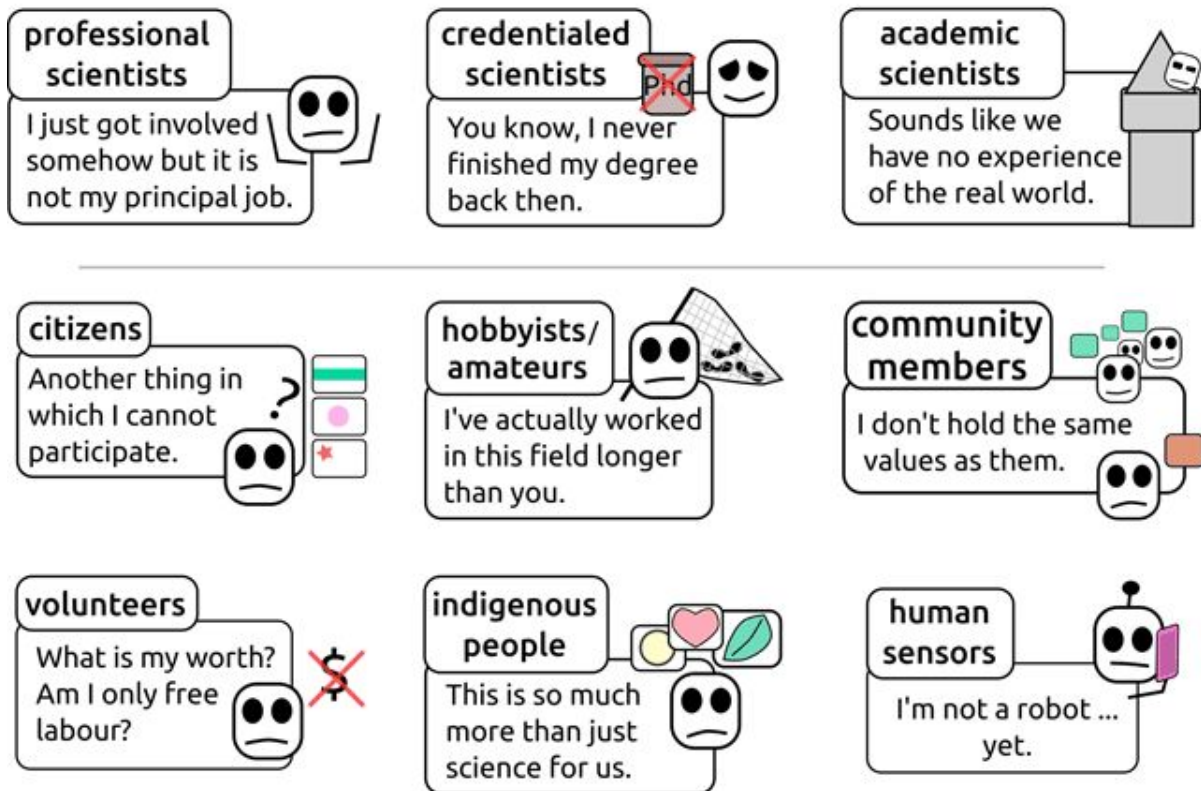 professional
scientists
I just got involved
somehow but it is
not my principal job.
credentialed
scientists
Phd
You know, I never
finished my degree
back then.
academic
scientists
Sounds like we
have no experience
of the real world.
citizens
Another thing in
which I cannot
participate.
?
hobbyists/
amateurs
I've actually worked
in this field longer
than you.
community
members
I don't hold the same
values as them.
volunteers
What is my worth?
Am I only free
labour?
$
indigenous
people
This is so much
more than just
science for us.
human
sensors
I'm not a robot ...
yet.